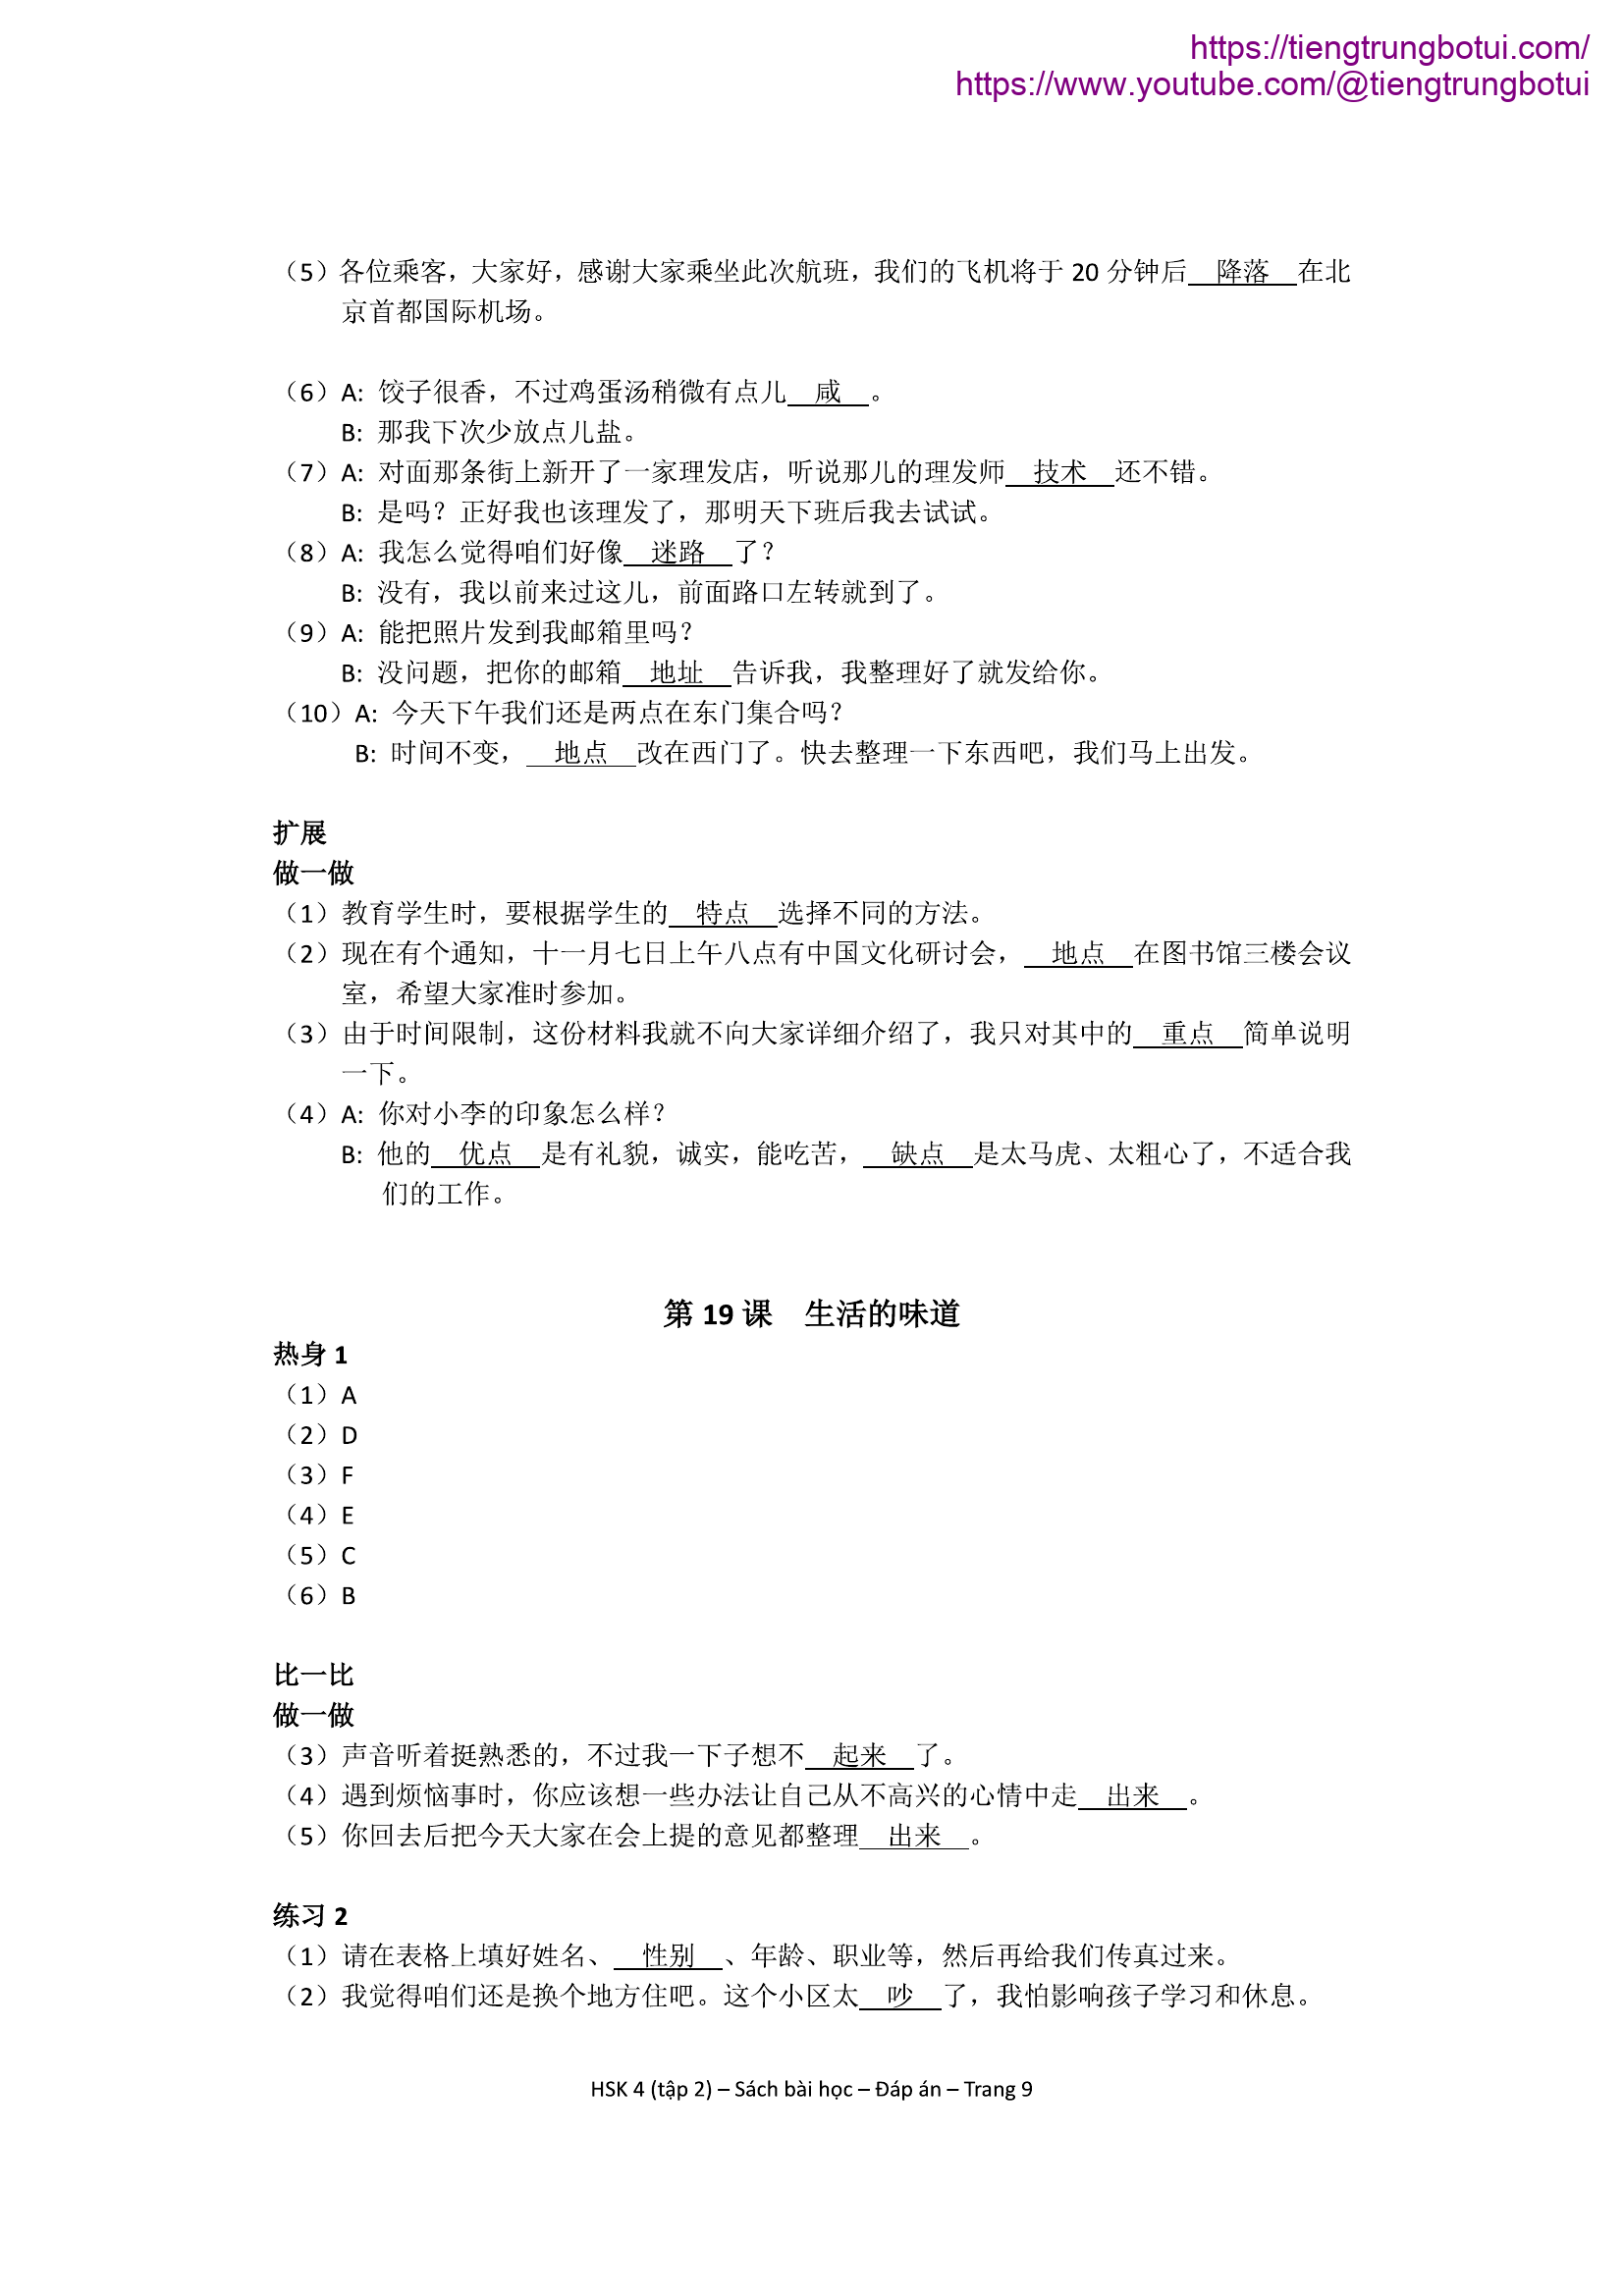 https://tiengtrungbotui.com/
https://www.youtube.com/@tiengtrungbotui
（5）各位乘客，大家好，感谢大家乘坐此次航班，我们的飞机将于 20 分钟后__降落__在北
京首都国际机场。
（6）A: 饺子很香，不过鸡蛋汤稍微有点儿__咸__。
B: 那我下次少放点儿盐。
（7）A: 对面那条街上新开了一家理发店，听说那儿的理发师__技术__还不错。
B: 是吗？正好我也该理发了，那明天下班后我去试试。
（8）A: 我怎么觉得咱们好像__迷路__了？
B: 没有，我以前来过这儿，前面路口左转就到了。
（9）A: 能把照片发到我邮箱里吗？
B: 没问题，把你的邮箱__地址__告诉我，我整理好了就发给你。
（10）A: 今天下午我们还是两点在东门集合吗？
B: 时间不变，__地点__改在西门了。快去整理一下东西吧，我们马上出发。
扩展
做一做
（1）教育学生时，要根据学生的__特点__选择不同的方法。
（2）现在有个通知，十一月七日上午八点有中国文化研讨会，__地点__在图书馆三楼会议
室，希望大家准时参加。
（3）由于时间限制，这份材料我就不向大家详细介绍了，我只对其中的__重点__简单说明
一下。
（4）A: 你对小李的印象怎么样？
B: 他的__优点__是有礼貌，诚实，能吃苦，__缺点__是太马虎、太粗心了，不适合我
们的工作。
第 19 课 生活的味道
热身 1
（1）A
（2）D
（3）F
（4）E
（5）C
（6）B
比一比
做一做
（3）声音听着挺熟悉的，不过我一下子想不__起来__了。
（4）遇到烦恼事时，你应该想一些办法让自己从不高兴的心情中走__出来__。
（5）你回去后把今天大家在会上提的意见都整理__出来__。
练习 2
（1）请在表格上填好姓名、__性别__、年龄、职业等，然后再给我们传真过来。
（2）我觉得咱们还是换个地方住吧。这个小区太__吵__了，我怕影响孩子学习和休息。
HSK 4 (tập 2) – Sách bài học – Đáp án – Trang 9